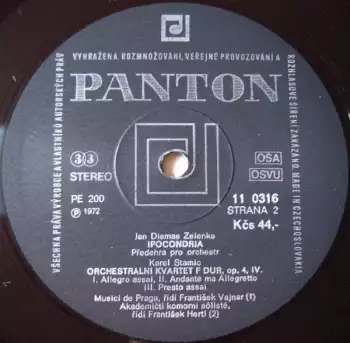 VYHRAŽENA. ROZMNOŽOVÁNÍ, VEŘEJNÉ PROVOZOVÁNÍ A
ROZHLASOVÉ ŠÍŘENÍ ZAKÁZÁNO. MADE IN CZECHOSLOVAKIA
VŠECHNA PRÁVA VÝROBCE A VLASTNÍKŮ AUTORSKÝCH PRÁV
PANTON
33
STEREO
OSA
OSVU
PE 200
Ⓟ 1972
11 0316
STRANA 2
Kčs 44,-
Jan Dismas Zelenka
IPOCONDRIA
Předehra pro orchestr
Karel Stamic
ORCHESTRALNÍ KVARTET F DUR, op. 4, IV.
I. Allegro assai, II. Andante ma Allegretto
III. Presto assai
Musici de Praga, řídí František Vajnar (1)
Akademičtí komorní sólisté,
řídí František Hertl (2)